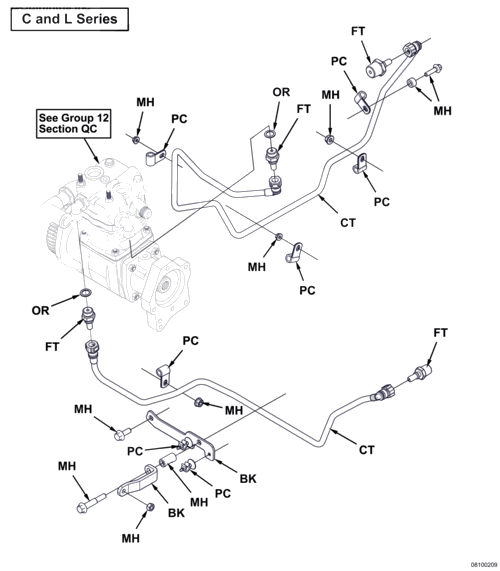 C and L Series
FT
PC
OR
MH
FT
MH
PC
MH
MH
See Group 12
Section QC
PC
CT
MH
PC
OR
FT
PC
FT
MH
MH
PC
CT
MH
BK
MH
PC
BK
MH
08100209